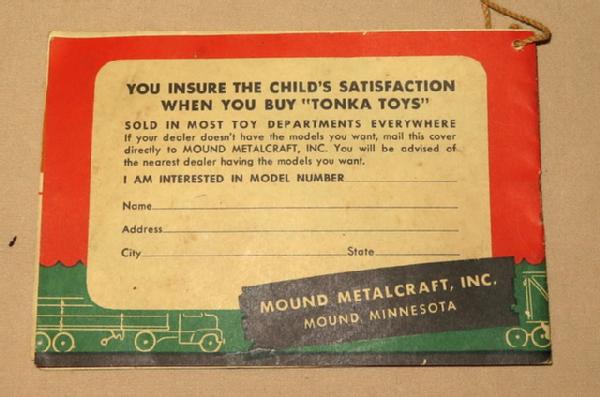 YOU INSURE THE CHILD'S SATISFACTION
WHEN YOU BUY "TONKA TOYS"
SOLD IN MOST TOY DEPARTMENTS EVERYWHERE
If your dealer doesn't have the models you want, mail this cover
directly to MOUND METALCRAFT, INC. You will be advised of
the nearest dealer having the models you want.
I AM INTERESTED IN MODEL NUMBER
Name
Address
City State
MOUND METALCRAFT, INC.
MOUND, MINNESOTA